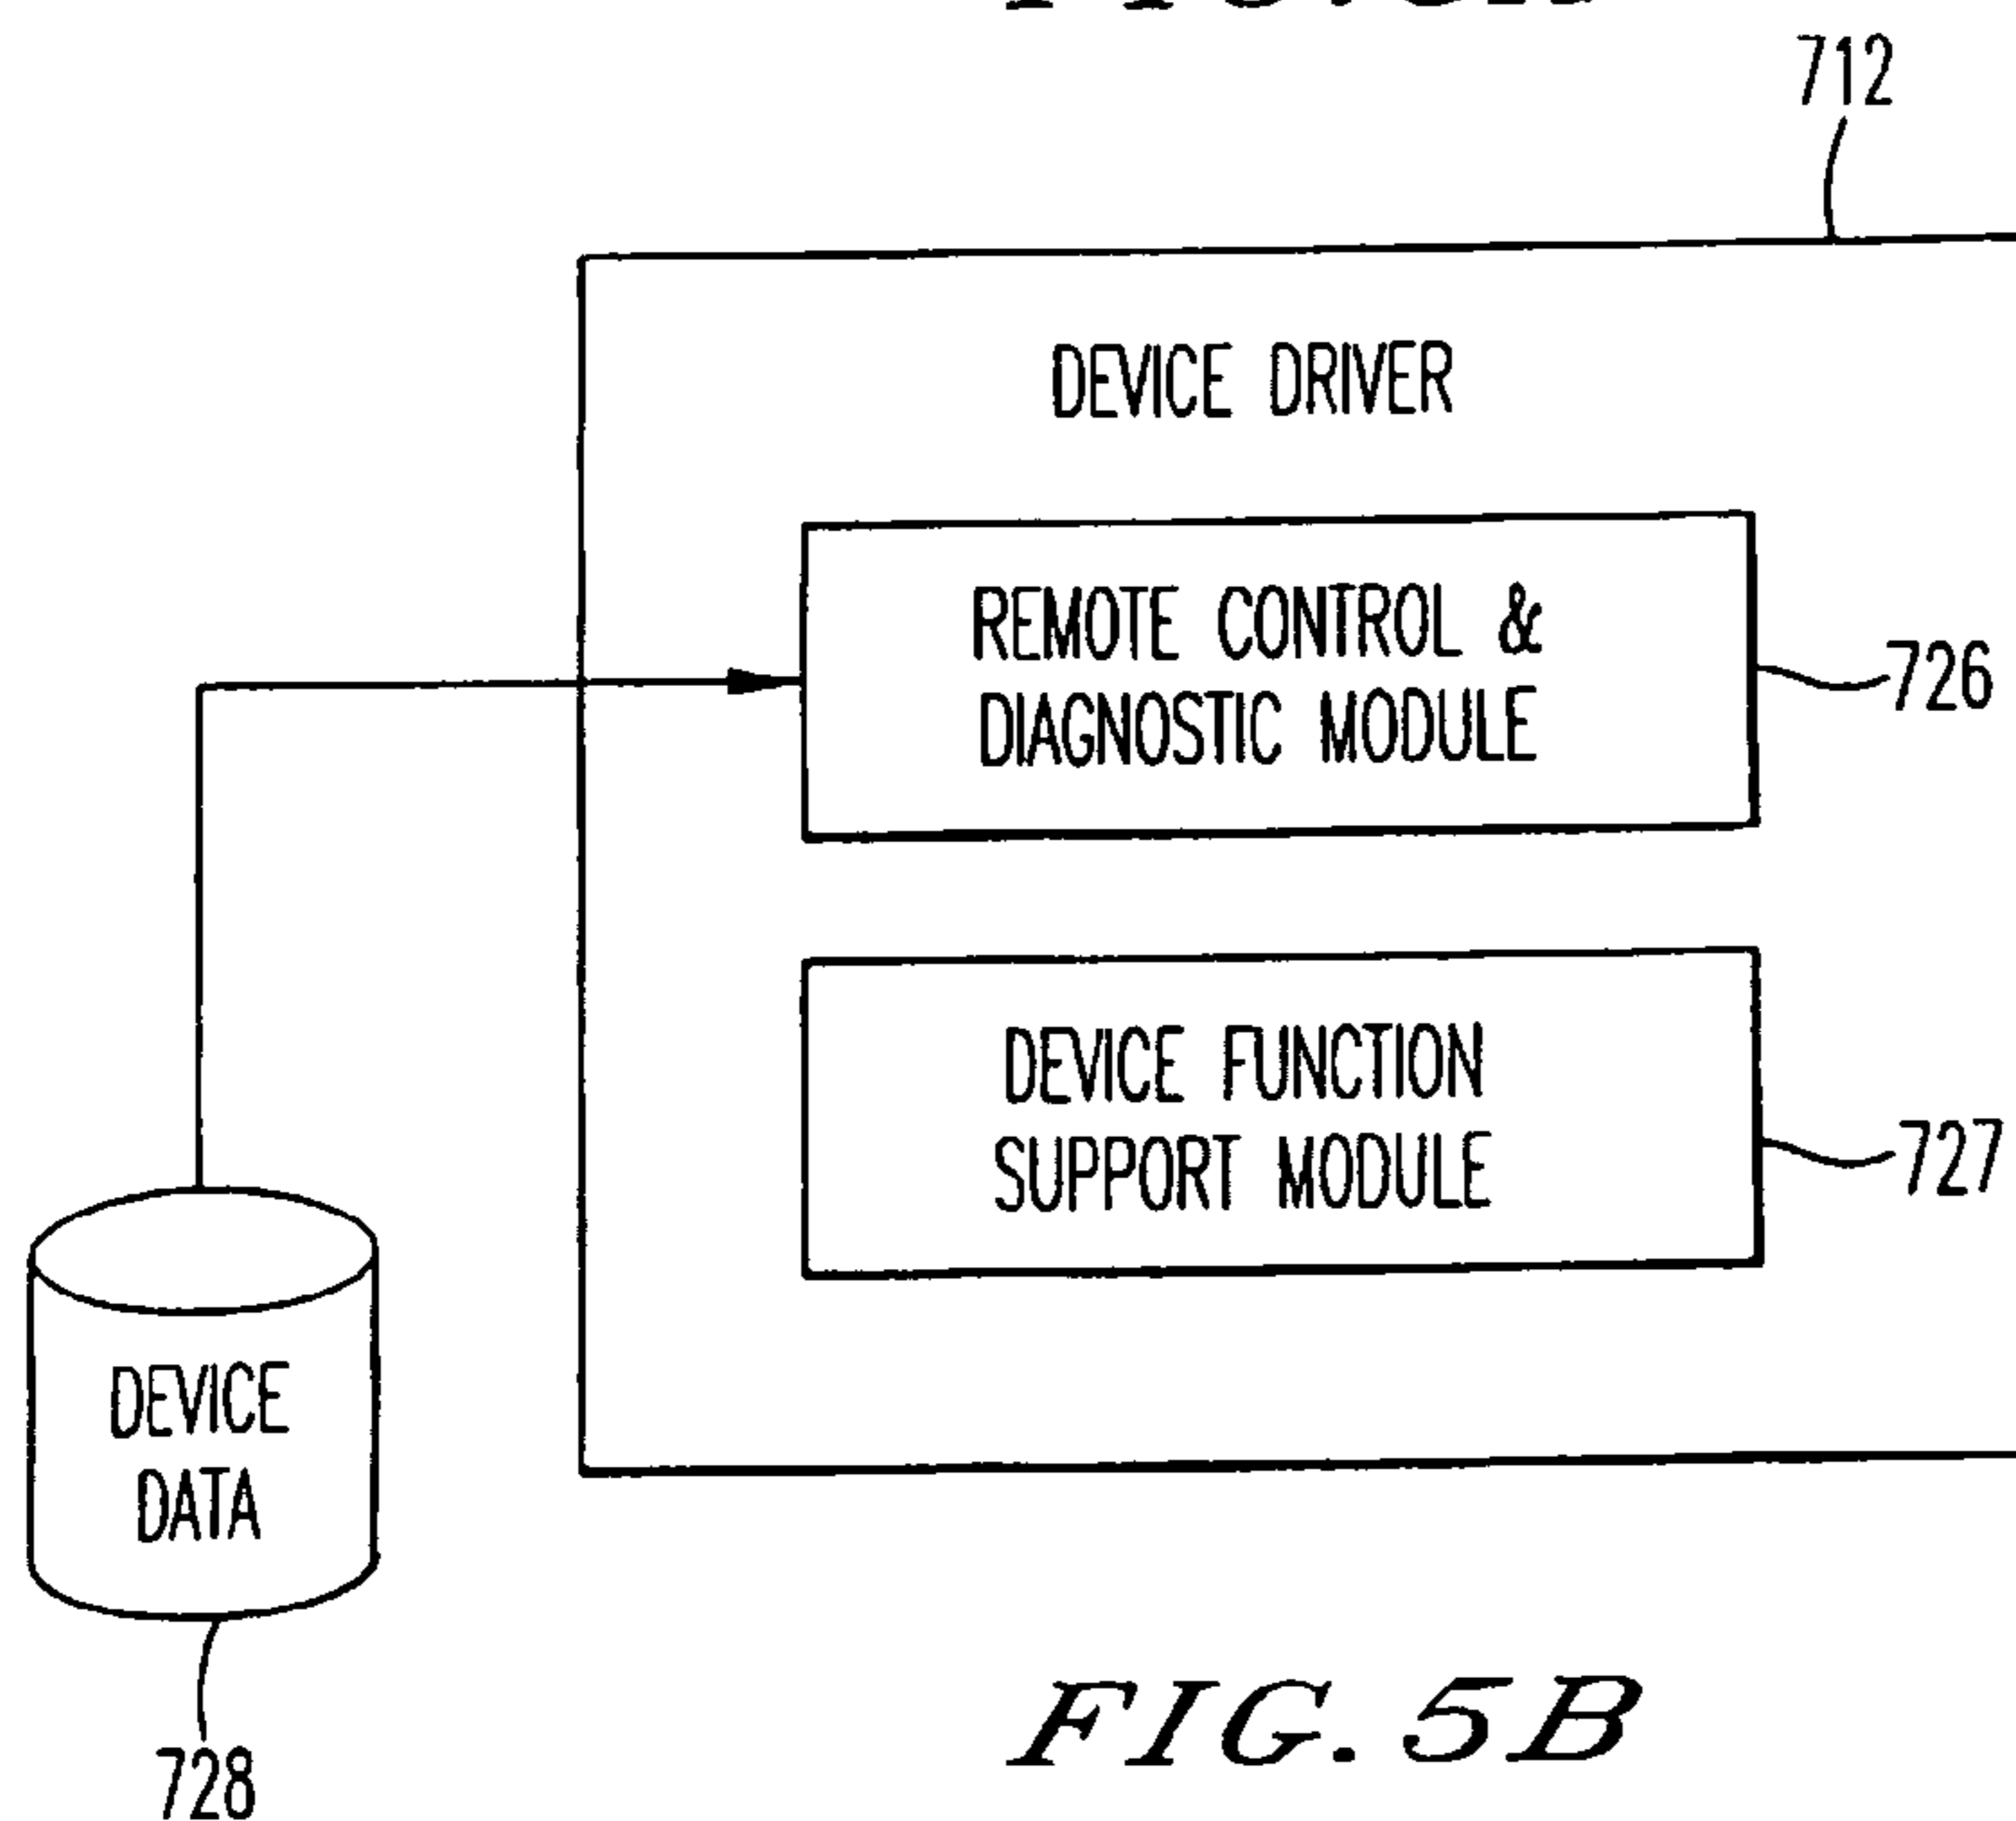 712
DEVICE DRIVER
REMOTE CONTROL &
DIAGNOSTIC MODULE
726
DEVICE FUNCTION
SUPPORT MODULE
727
DEVICE
DATA
728
FIG. 5B